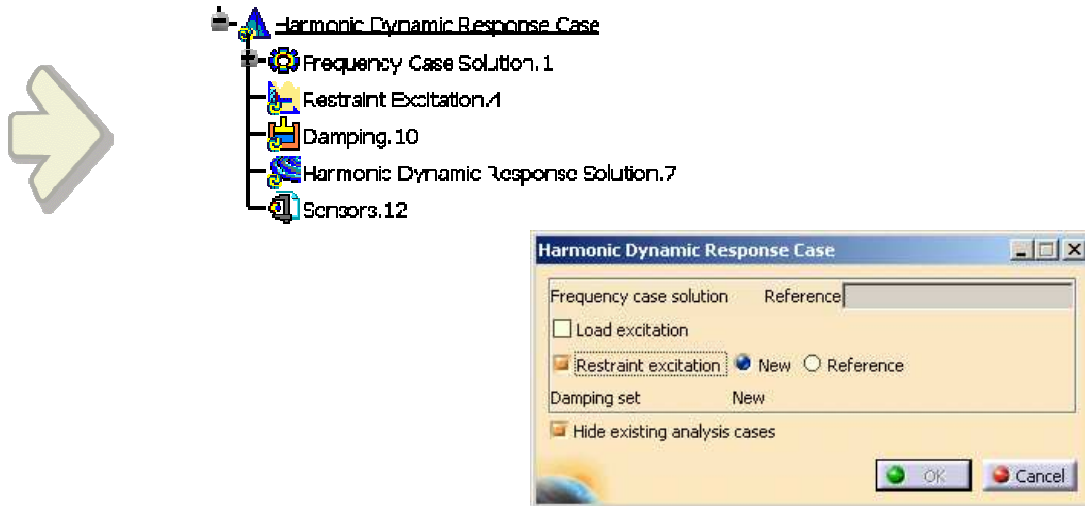 Harmonic Dynamic Response Case
Frequency Case Solution.1
Restraint Excitation.4
Damping.10
Harmonic Dynamic Response Solution.7
Sensors.12
Harmonic Dynamic Response Case
Frequency case solution Reference
Load excitation
Restraint excitation New Reference
Damping set New
Hide existing analysis cases
OK Cancel